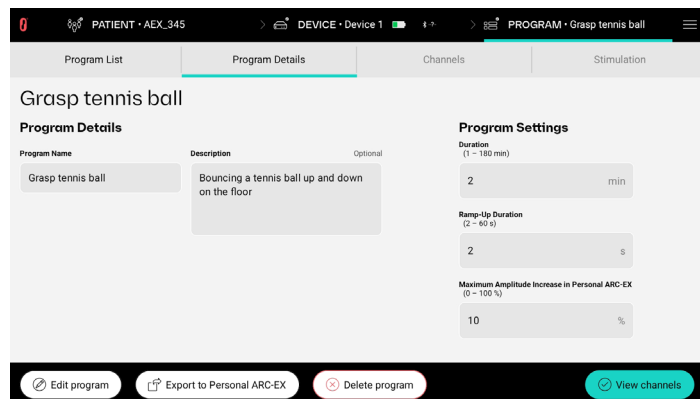 PATIENT • AEX_345
DEVICE • Device 1
PROGRAM • Grasp tennis ball
Program List
Program Details
Channels
Stimulation
Grasp tennis ball
Program Details
Program Settings
Program Name
Description
Optional
Grasp tennis ball
Bouncing a tennis ball up and down
on the floor
Duration
(1 – 180 min)
2 min
Ramp-Up Duration
(2 – 60 s)
2 s
Maximum Amplitude Increase in Personal ARC-EX
(0 – 100 %)
10 %
Edit program
Export to Personal ARC-EX
Delete program
View channels